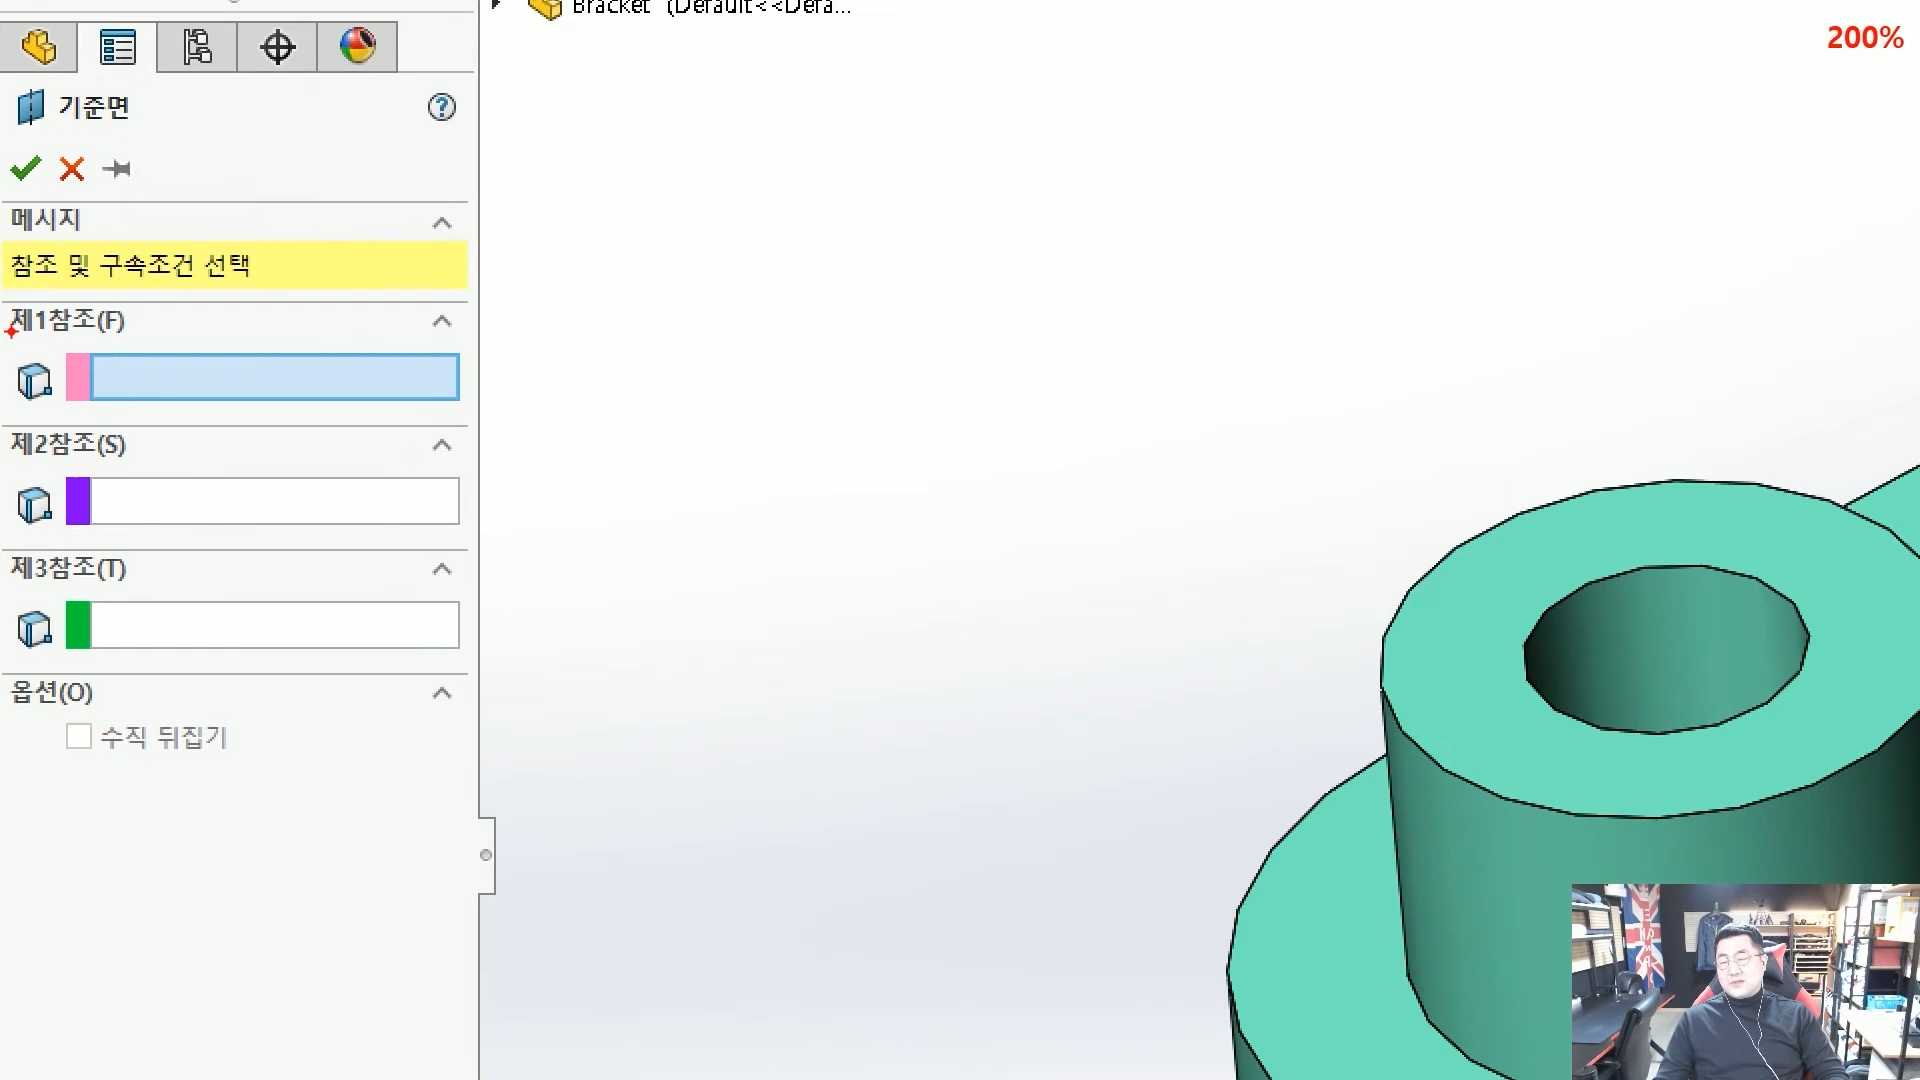 Bracket (Default<<Defa...
200%
기준면
메시지
참조 및 구속조건 선택
제1참조(F)
제2참조(S)
제3참조(T)
옵션(O)
수직 뒤집기